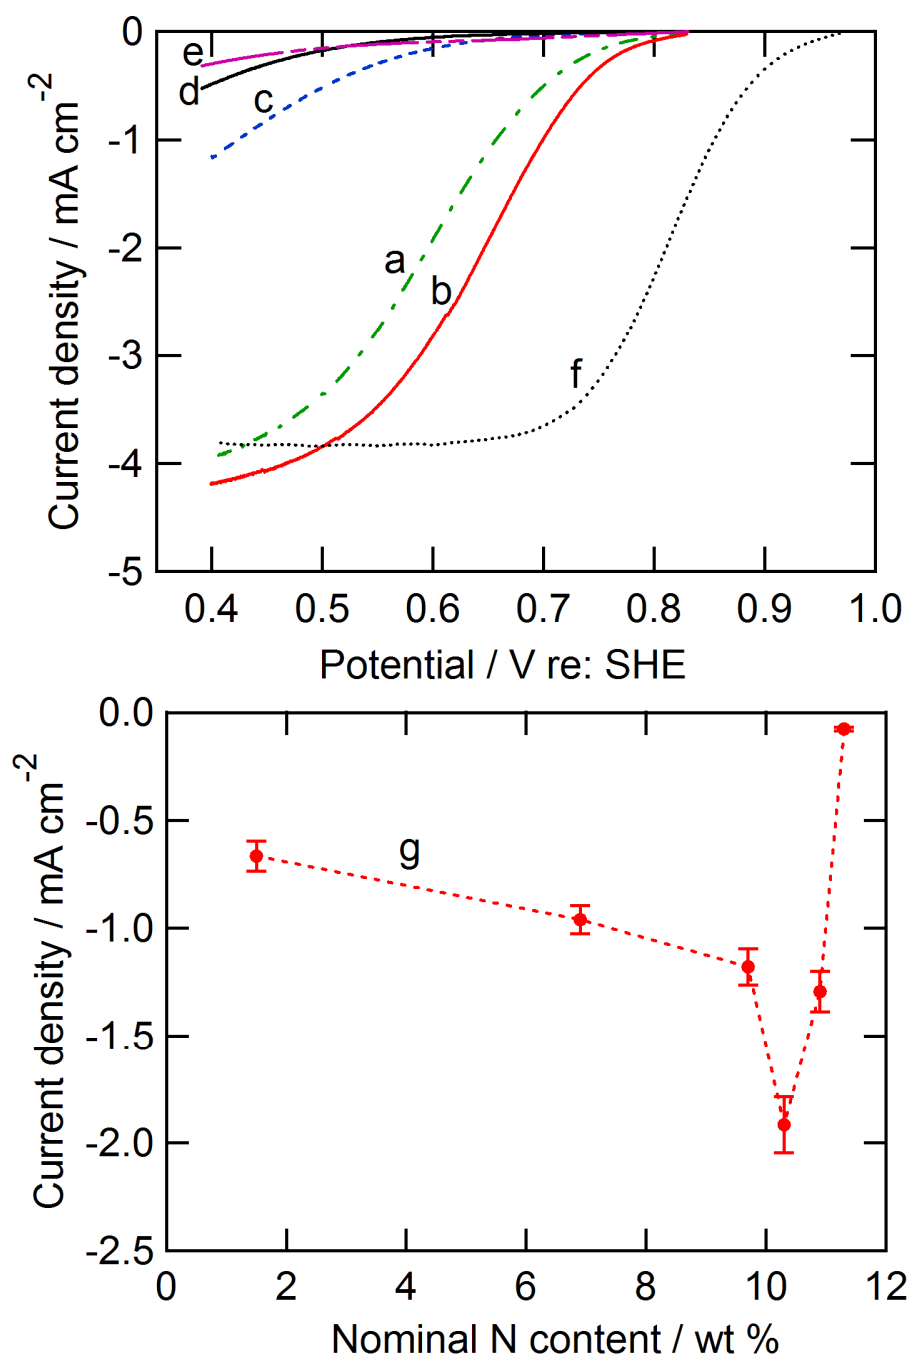 0
-1
-2
-3
-4
-5
Current density / mA cm-2
e
d
c
a
b
f
0.4 0.5 0.6 0.7 0.8 0.9 1.0
Potential / V re: SHE
0.0
-0.5
-1.0
-1.5
-2.0
-2.5
Current density / mA cm-2
g
0 2 4 6 8 10 12
Nominal N content / wt %